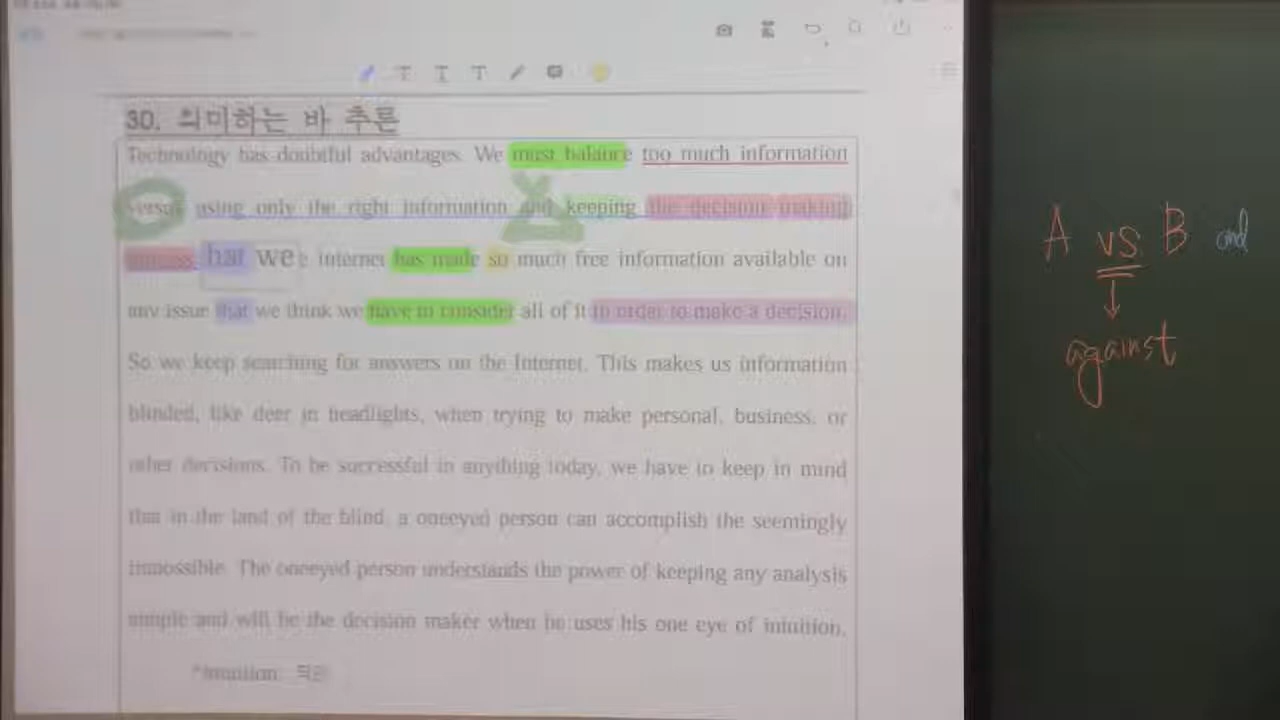 30. 의미하는 바 추론
Technology has doubtful advantages. We must balance too much information
versus using only the right information and keeping the decision making
process. hat we e internet has made so much free information available on
any issue that we think we have to consider all of it in order to make a decision.
So we keep searching for answers on the Internet. This makes us information
blinded, like deer in headlights, when trying to make personal, business, or
other decisions. To be successful in anything today, we have to keep in mind
that in the land of the blind, a oneeyed person can accomplish the seemingly
impossible. The oneeyed person understands the power of keeping any analysis
simple and will be the decision maker when he uses his one eye of intuition.
*intuition: 직관
A vs. B and
↓
against